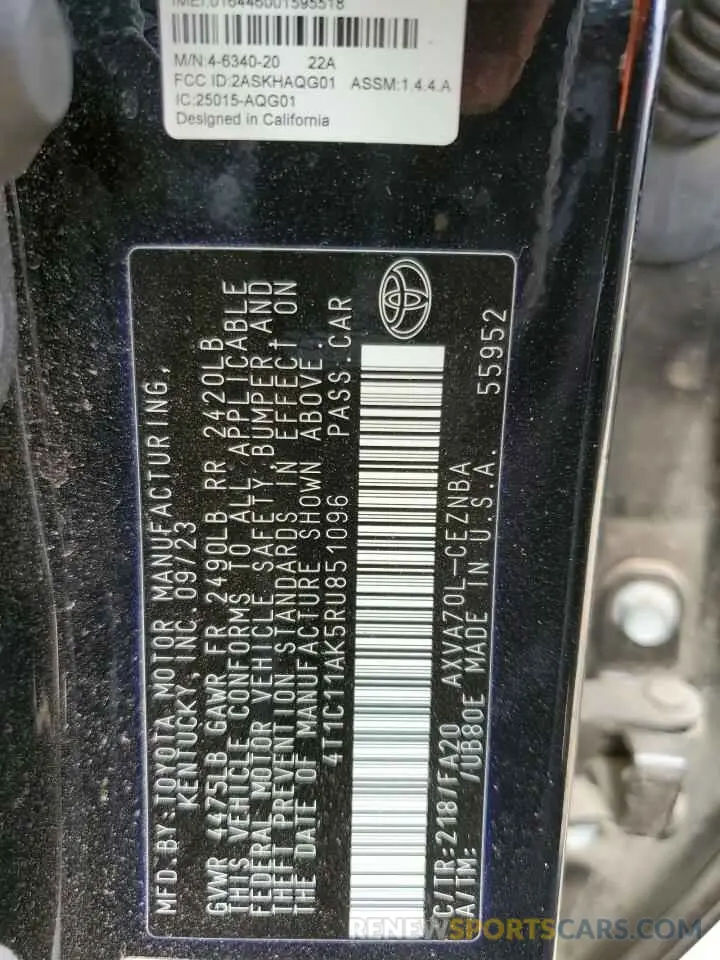 IMEI:016446001595518
M/N:4-6340-20 22A
FCC ID:2ASKHAQG01 ASSM:1.4.4.A
IC:25015-AQG01
Designed in California
MFD.BY:TOYOTA MOTOR MANUFACTURING,
KENTUCKY, INC. 09/23
GVWR 4475LB GAWR FR 2490LB RR 2420LB
THIS VEHICLE CONFORMS TO ALL APPLICABLE
FEDERAL MOTOR VEHICLE SAFETY,BUMPER,AND
THEFT PREVENTION STANDARDS IN EFFECT ON
THE DATE OF MANUFACTURE SHOWN ABOVE.
4T1C11AK5RU851096 PASS.CAR
C/TR:218 /FA20 AXVA70L-CEZNBA
A/TM: /UB80E MADE IN U.S.A. 55952
RENEWSPORTCARS.COM